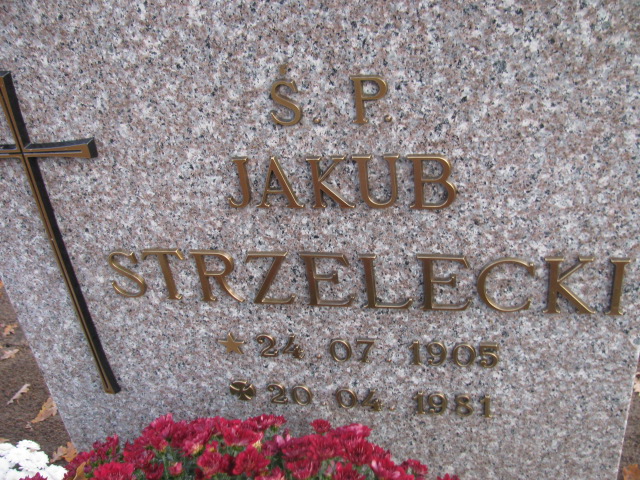 Ś. P.
JAKUB
STRZELECKI
24. 07. 1905
20. 04. 1981